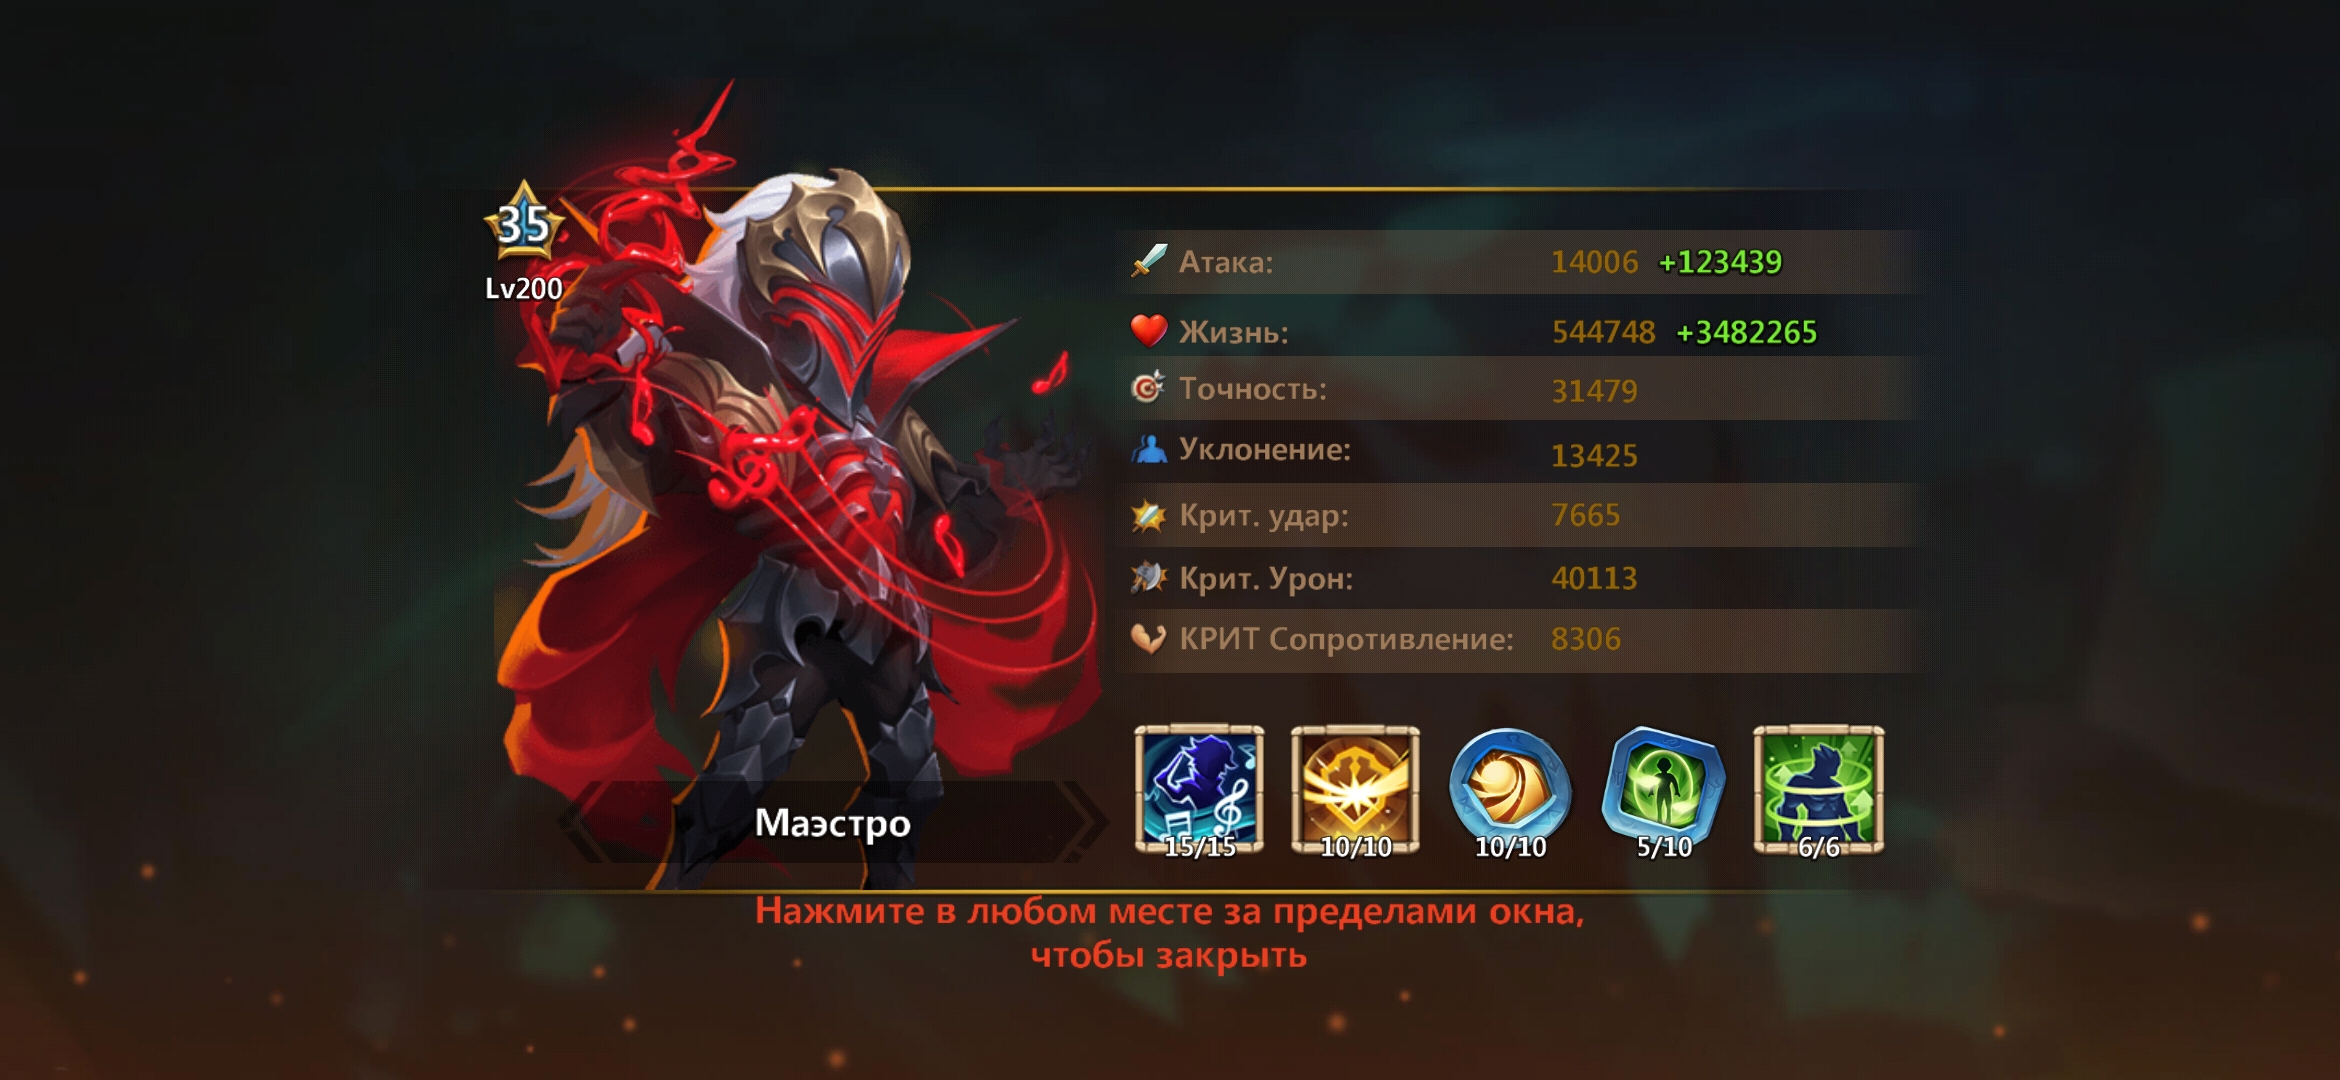 35
Lv200
Атака: 14006 +123439
Жизнь: 544748 +3482265
Точность: 31479
Уклонение: 13425
Крит. удар: 7665
Крит. Урон: 40113
КРИТ Сопротивление: 8306
Маэстро
15/15 10/10 10/10 5/10 6/6
Нажмите в любом месте за пределами окна,
чтобы закрыть